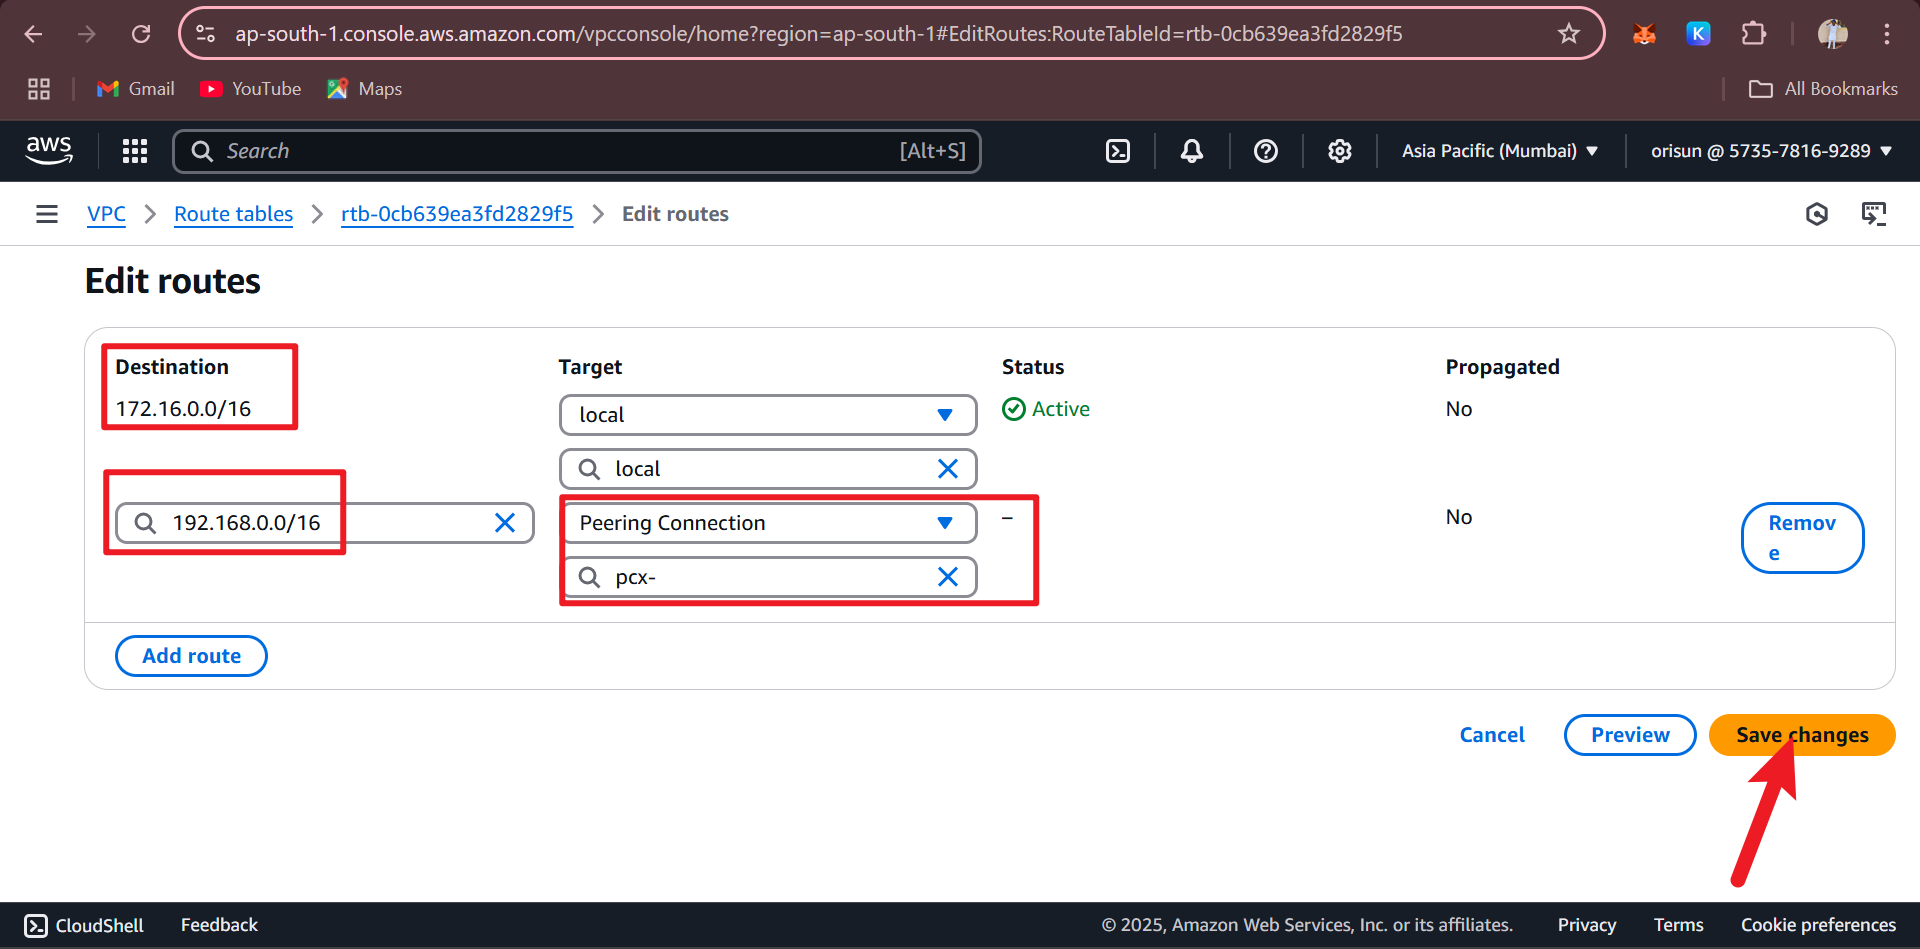 ap-south-1.console.aws.amazon.com/vpcconsole/home?region=ap-south-1#EditRoutes:RouteTableId=rtb-0cb639ea3fd2829f5
K
Gmail YouTube Maps All Bookmarks
aws Search [Alt+S] Asia Pacific (Mumbai) orisun @ 5735-7816-9289
VPC Route tables rtb-0cb639ea3fd2829f5 Edit routes
Edit routes
Destination Target Status Propagated
172.16.0.0/16 local Active No
local
192.168.0.0/16 Peering Connection – No Remov
e
pcx-
Add route
Cancel Preview Save changes
CloudShell Feedback © 2025, Amazon Web Services, Inc. or its affiliates. Privacy Terms Cookie preferences